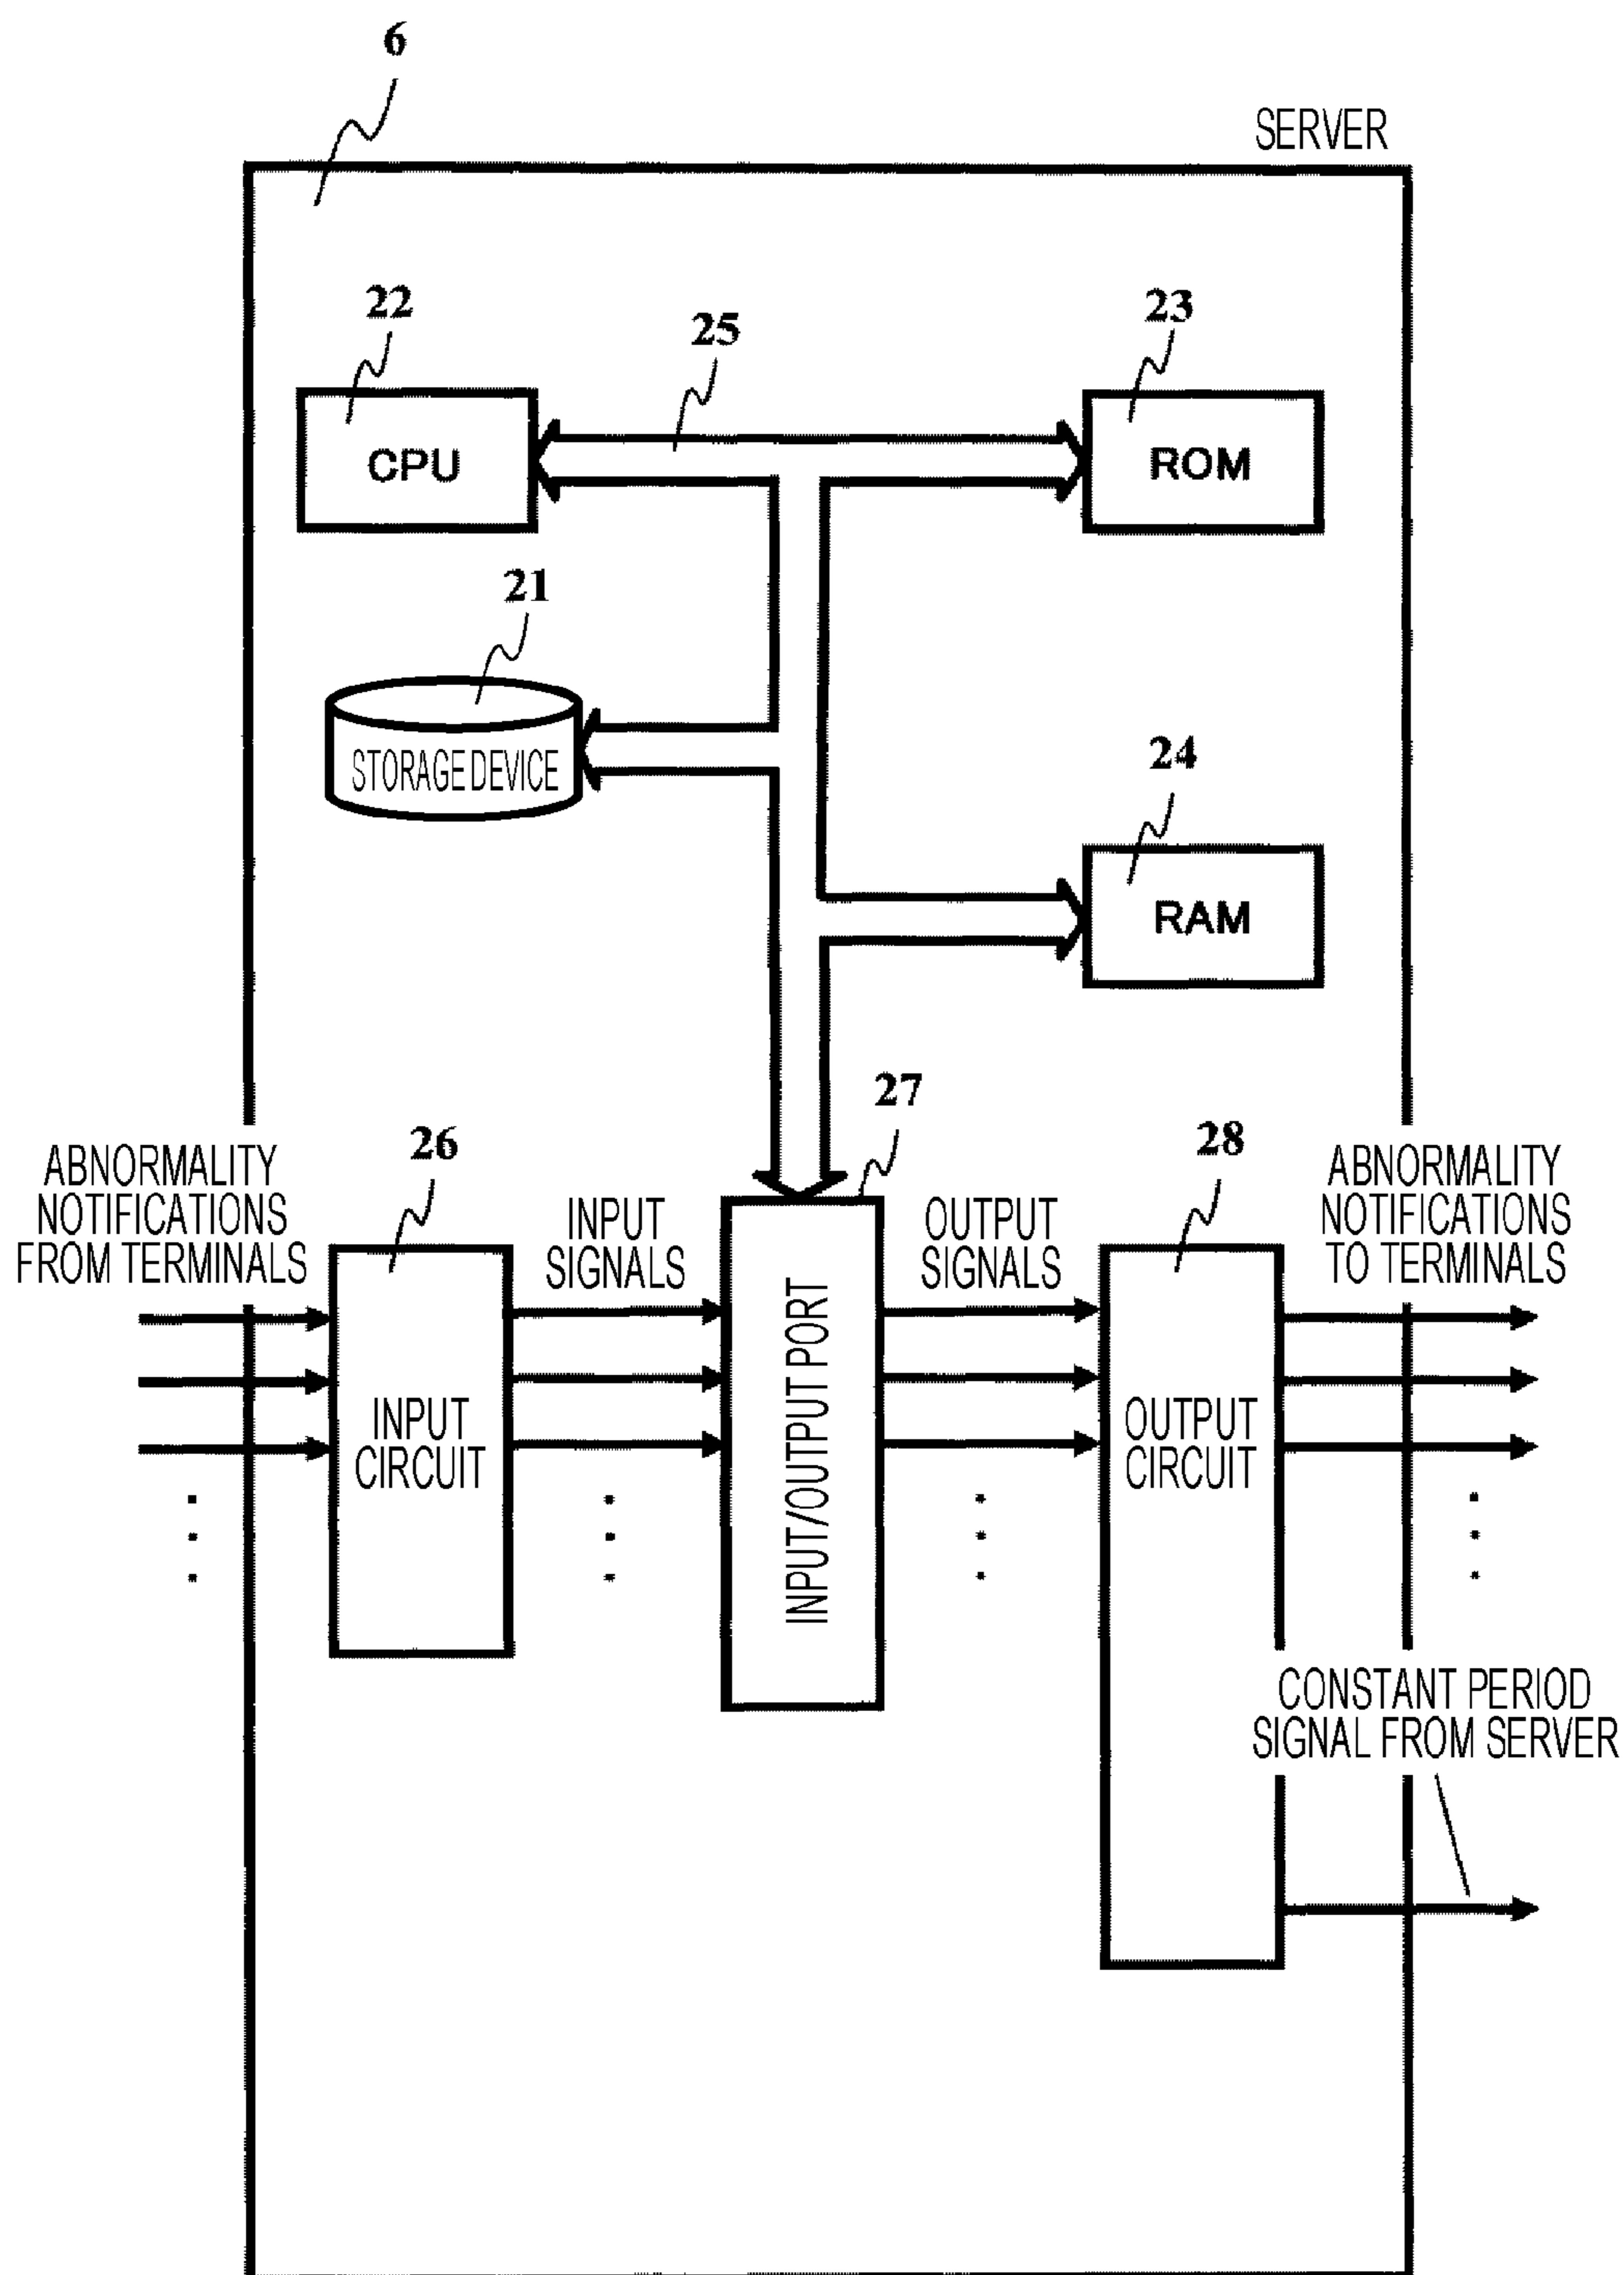 6
SERVER
22
25
23
CPU
ROM
21
STORAGE DEVICE
24
RAM
27
26
28
ABNORMALITY
NOTIFICATIONS
FROM TERMINALS
INPUT
SIGNALS
OUTPUT
SIGNALS
ABNORMALITY
NOTIFICATIONS
TO TERMINALS
INPUT
CIRCUIT
INPUT/OUTPUT PORT
OUTPUT
CIRCUIT
CONSTANT PERIOD
SIGNAL FROM SERVER